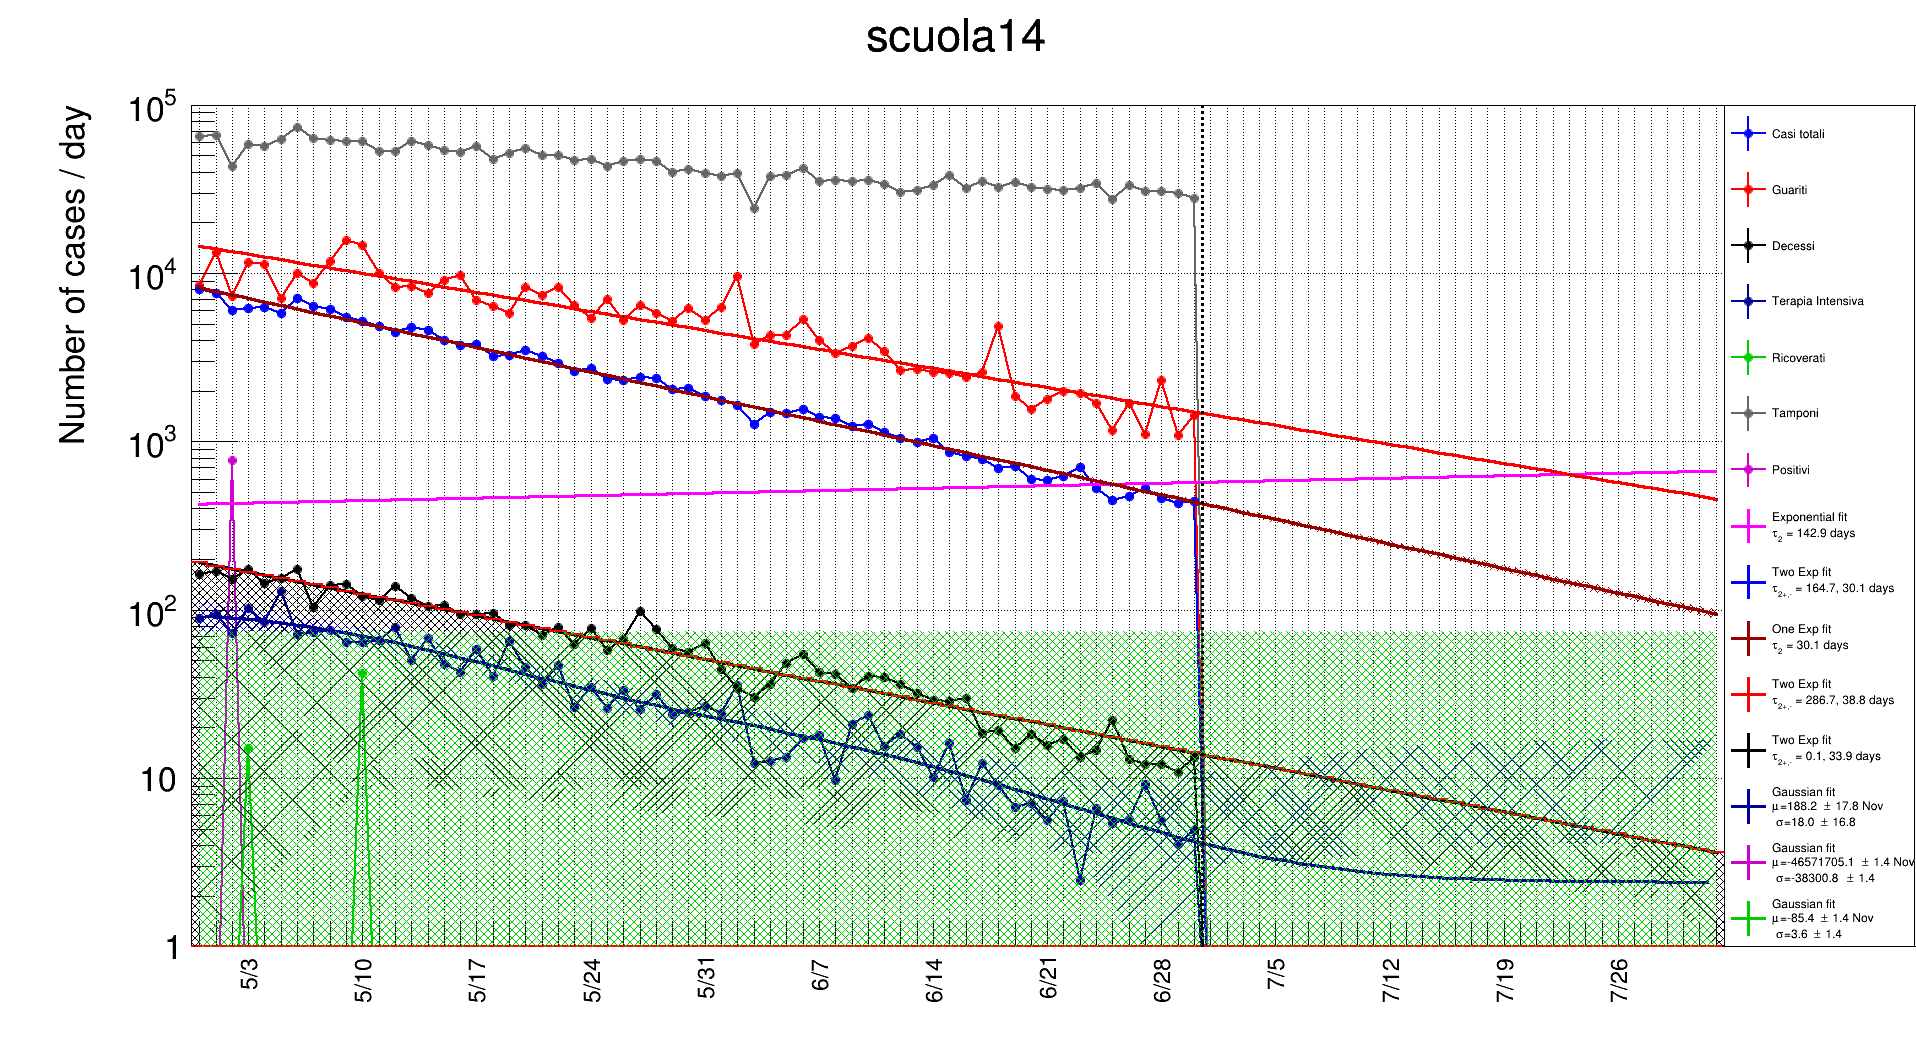 scuola14
Number of cases / day
10^5
10^4
10^3
10^2
10
1
5/3
5/10
5/17
5/24
5/31
6/7
6/14
6/21
6/28
7/5
7/12
7/19
7/26
Casi totali
Guariti
Decessi
Terapia Intensiva
Ricoverati
Tamponi
Positivi
Exponential fit
τ_2 = 142.9 days
Two Exp fit
τ_2+,- = 164.7, 30.1 days
One Exp fit
τ_2 = 30.1 days
Two Exp fit
τ_2+,- = 286.7, 38.8 days
Two Exp fit
τ_2+,- = 0.1, 33.9 days
Gaussian fit
μ=188.2 ± 17.8 Nov
σ=18.0 ± 16.8
Gaussian fit
μ=-46571705.1 ± 1.4 Nov
σ=-38300.8 ± 1.4
Gaussian fit
μ=-85.4 ± 1.4 Nov
σ=3.6 ± 1.4